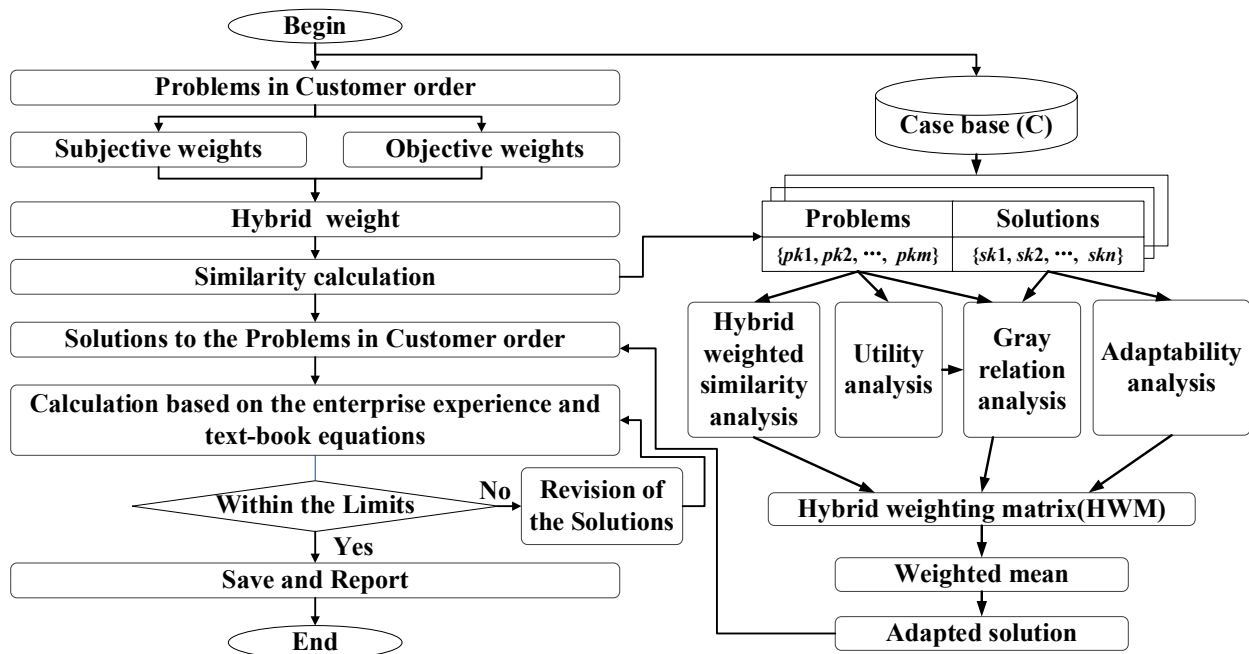 Begin
Problems in Customer order
Subjective weights
Objective weights
Hybrid weight
Similarity calculation
Solutions to the Problems in Customer order
Calculation based on the enterprise experience and
text-book equations
Within the Limits
No
Revision of
the Solutions
Yes
Save and Report
End
Case base (C)
Problems
Solutions
{pk1, pk2, ···, pkm}
{sk1, sk2, ···, skn}
Hybrid
weighted
similarity
analysis
Utility
analysis
Gray
relation
analysis
Adaptability
analysis
Hybrid weighting matrix(HWM)
Weighted mean
Adapted solution